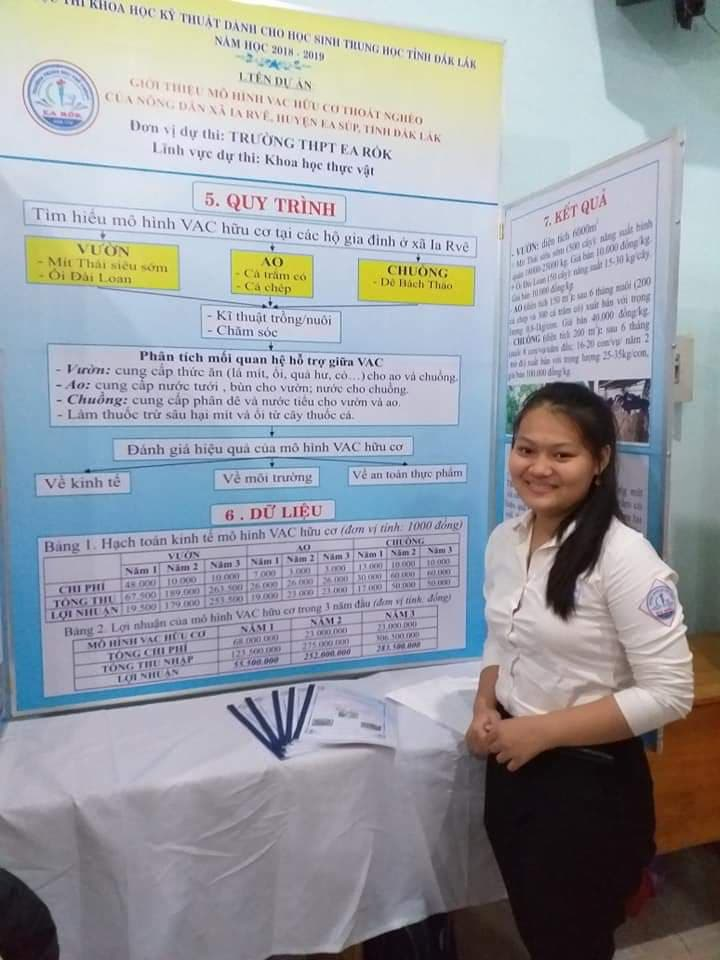 THI KHOA HỌC KỸ THUẬT DÀNH CHO HỌC SINH TRUNG HỌC TỈNH ĐẮK LẮK
NĂM HỌC 2018 - 2019
1.TÊN DỰ ÁN
GIỚI THIỆU MÔ HÌNH VAC HỮU CƠ THOÁT NGHÈO
CỦA NÔNG DÂN XÃ IA RVÊ, HUYỆN EA SÚP, TỈNH ĐẮK LẮK
Đơn vị dự thi: TRƯỜNG THPT EA RÓK
Lĩnh vực dự thi: Khoa học thực vật
EA RÓK
5. QUY TRÌNH
Tìm hiểu mô hình VAC hữu cơ tại các hộ gia đình ở xã Ia Rvê
VƯỜN
- Mít Thái siêu sớm
- Ổi Đài Loan
AO
- Cá trắm cỏ
- Cá chép
CHUỒNG
- Dê Bách Thảo
- Kĩ thuật trồng/nuôi
- Chăm sóc
Phân tích mối quan hệ hỗ trợ giữa VAC
- Vườn: cung cấp thức ăn (lá mít, ổi, quả hư, cỏ…) cho ao và chuồng.
- Ao: cung cấp nước tưới , bùn cho vườn; nước cho chuồng.
- Chuồng: cung cấp phân dê và nước tiểu cho vườn và ao.
- Làm thuốc trừ sâu hại mít và ổi từ cây thuốc cá.
Đánh giá hiệu quả của mô hình VAC hữu cơ
Về kinh tế
Về môi trường
Về an toàn thực phẩm
6 . DỮ LIỆU
Bảng 1. Hạch toán kinh tế mô hình VAC hữu cơ (đơn vị tính: 1000 đồng)
VƯỜN AO CHUỒNG
Năm 1 Năm 2 Năm 3 Năm 1 Năm 2 Năm 3 Năm 1 Năm 2 Năm 3
CHI PHÍ 48.000 10.000 10.000 7.000 3.000 3.000 13.000 10.000 10.000
TỔNG THU 67.500 189.000 263.500 26.000 26.000 26.000 30.000 60.000 60.000
LỢI NHUẬN 19.500 179.000 253.500 19.000 23.000 23.000 17.000 50.000 50.000
Bảng 2. Lợi nhuận của mô hình VAC hữu cơ trong 3 năm đầu (đơn vị tính: đồng)
MÔ HÌNH VAC HỮU CƠ NĂM 1 NĂM 2 NĂM 3
TỔNG CHI PHÍ 68.000.000 23.000.000 23.000.000
TỔNG THU NHẬP 123.500.000 275.000.000 306.500.000
LỢI NHUẬN 55.500.000 252.000.000 283.500.000
7. KẾT QUẢ
- VƯỜN: diện tích 6000m²
- Mít Thái siêu sớm (500 cây): năng suất bình
quân 18000-25000 kg. Giá bán 10.000 đồng/kg.
- Ổi Đài Loan (50 cây): năng suất 15-30 kg/cây.
Giá bán 10.000 đồng/kg.
- AO (diện tích 150 m²): sau 6 tháng nuôi (200
cá chép và 300 cá trắm cỏ) xuất bán với trọng
lượng 0,8-1kg/con. Giá bán 40.000 đồng/kg.
- CHUỒNG (diện tích 200 m²): sau 6 tháng
năm 2
xuất với trọng lượng 25-35kg/con,
giá bán 100.000 đồng/kg.